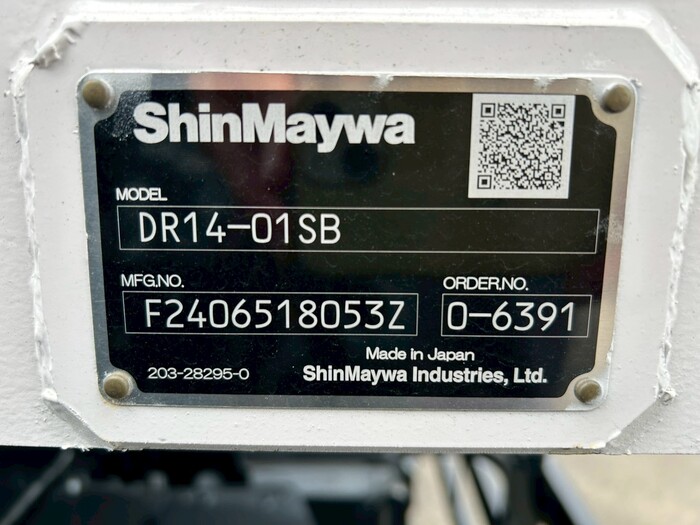 ShinMaywa
MODEL
DR14-01SB
MFG.NO.
ORDER.NO.
F2406518053Z
0-6391
Made in Japan
203-28295-0
ShinMaywa Industries, Ltd.